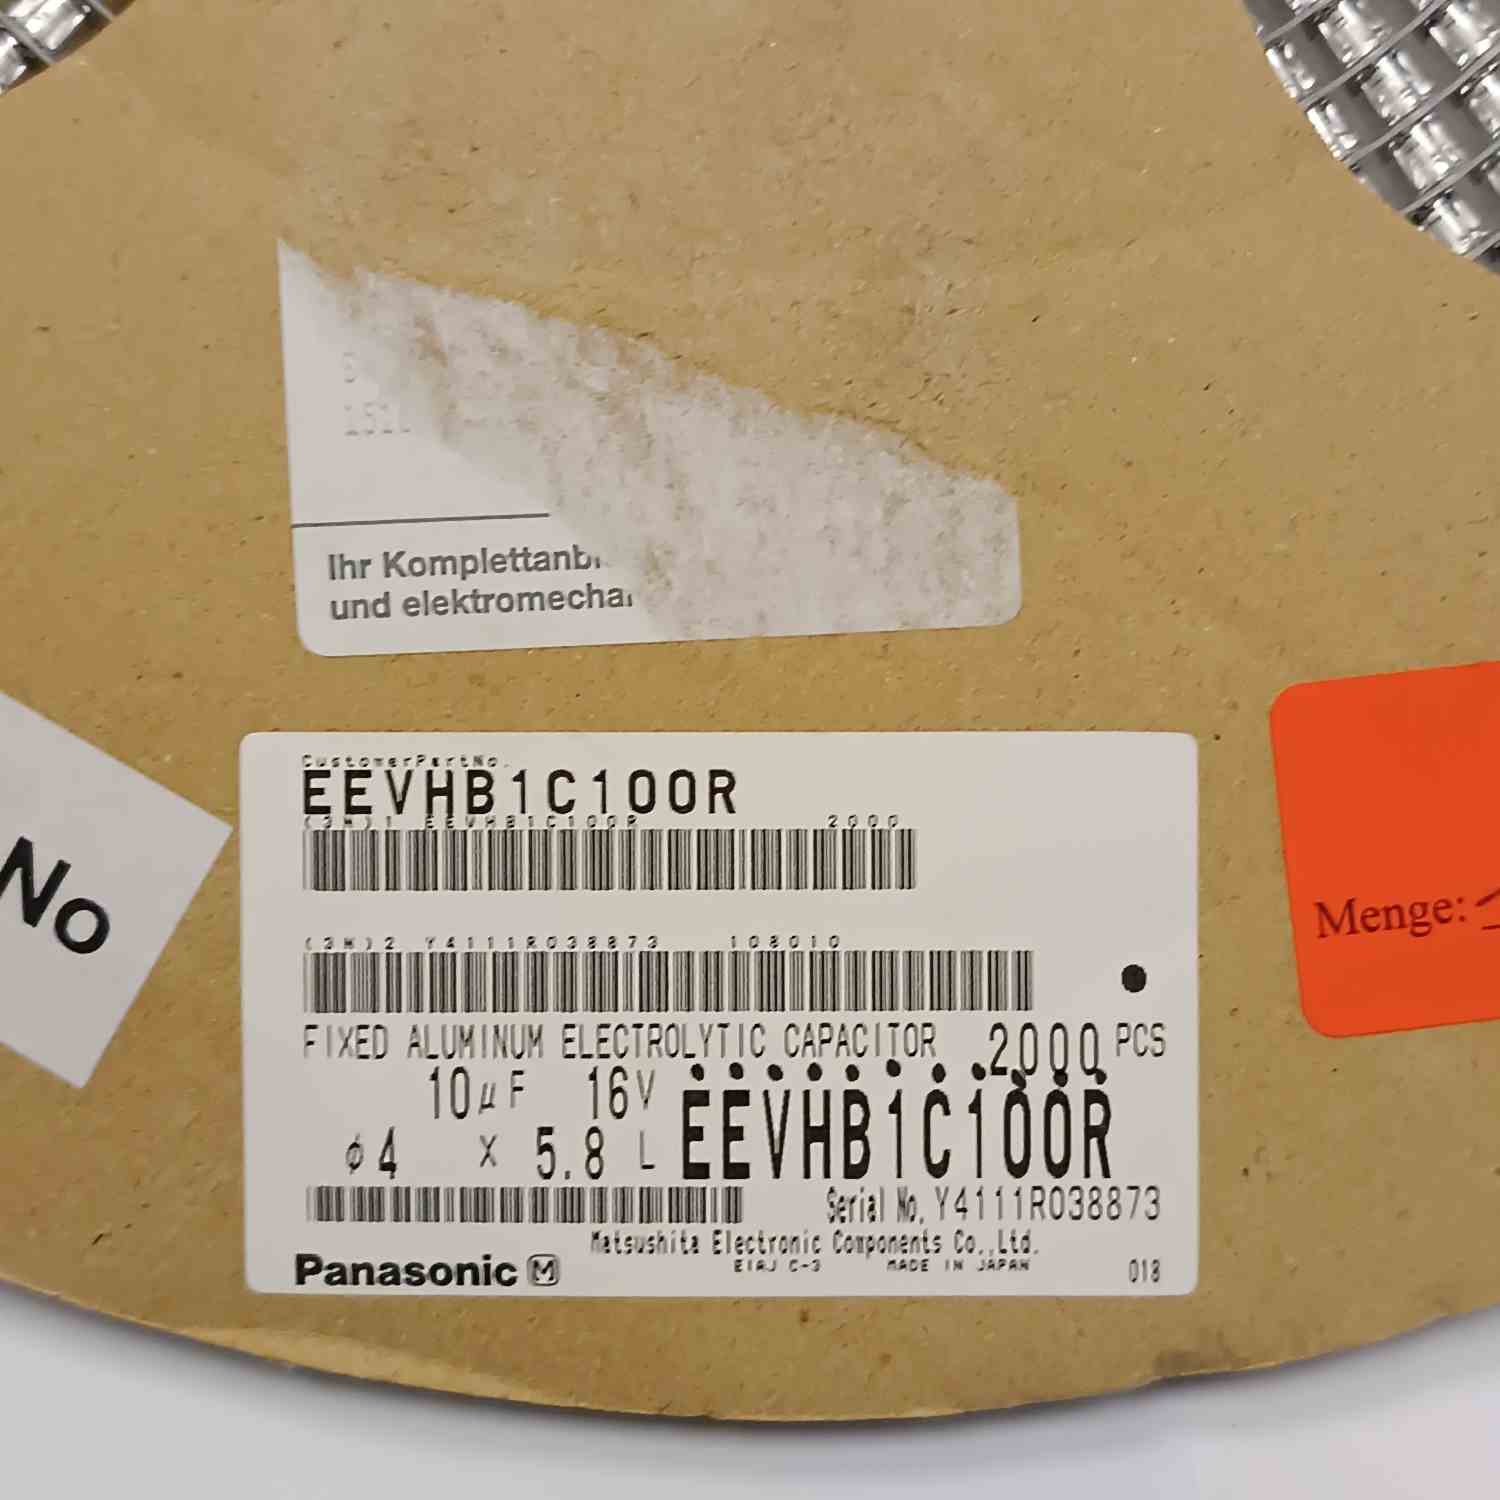 Ihr Komplettanb
und elektromecha
No
Menge:
CustomerPartNo.
EEVHB1C100R
(3N)1 EEVHB1C100R 2000
(3N)2 Y4111R038873 108010
FIXED ALUMINUM ELECTROLYTIC CAPACITOR 2000 PCS
10μF 16V EEVHB1C100R
φ4 x 5.8 L
Serial No. Y4111R038873
Matsushita Electronic Components Co.,Ltd.
Panasonic M EIAJ C-3 MADE IN JAPAN 018